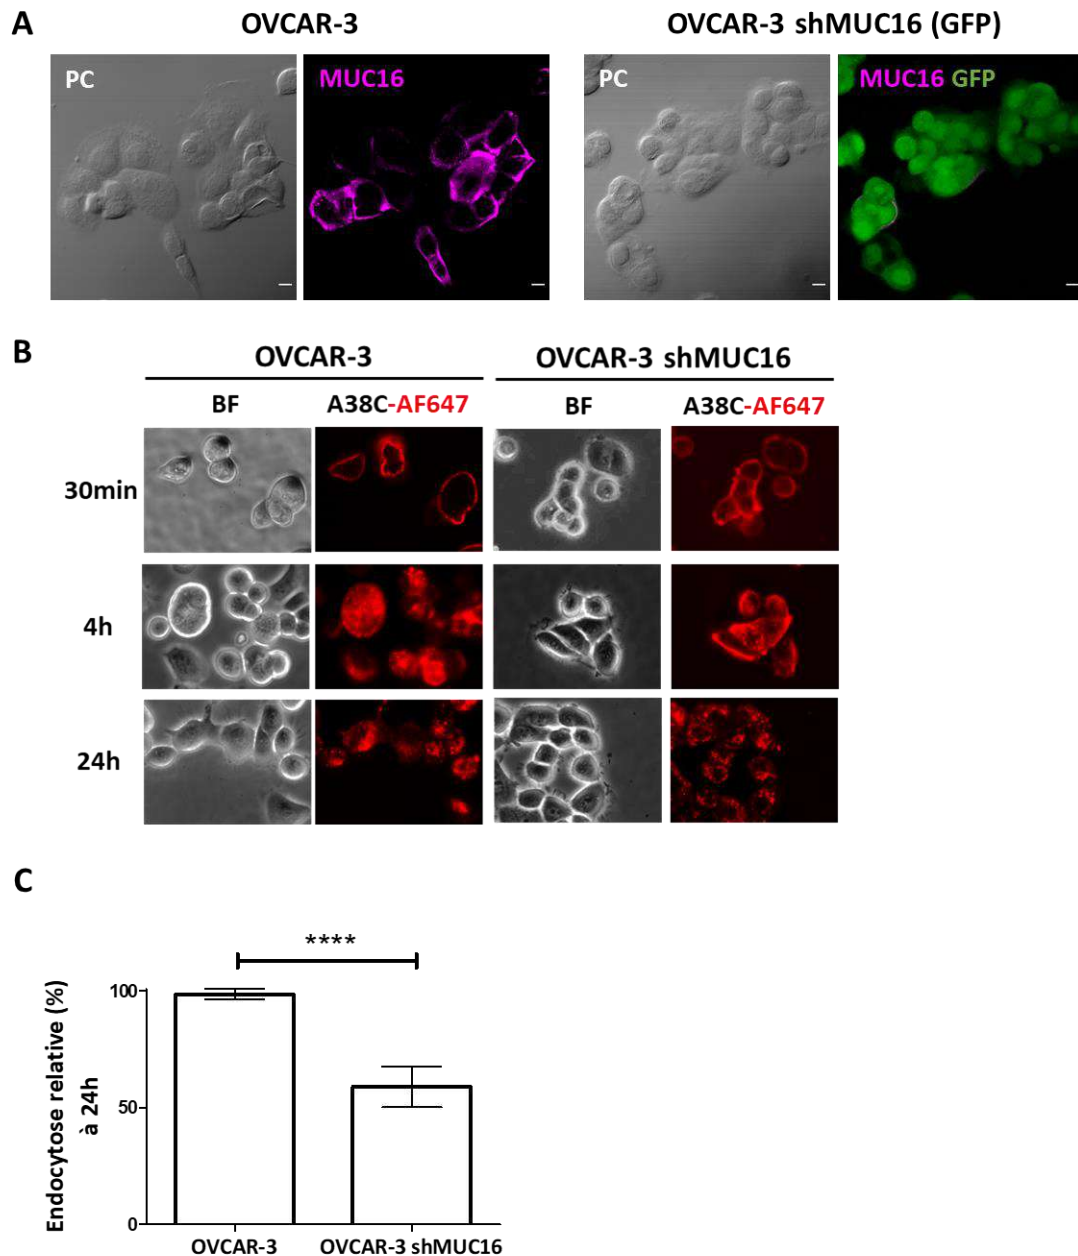 A
OVCAR-3
OVCAR-3 shMUC16 (GFP)
PC
MUC16
PC
MUC16 GFP
B
OVCAR-3
OVCAR-3 shMUC16
BF
A38C-AF647
BF
A38C-AF647
30min
4h
24h
C
****
Endocytose relative (%)
à 24h
100
50
0
OVCAR-3
OVCAR-3 shMUC16